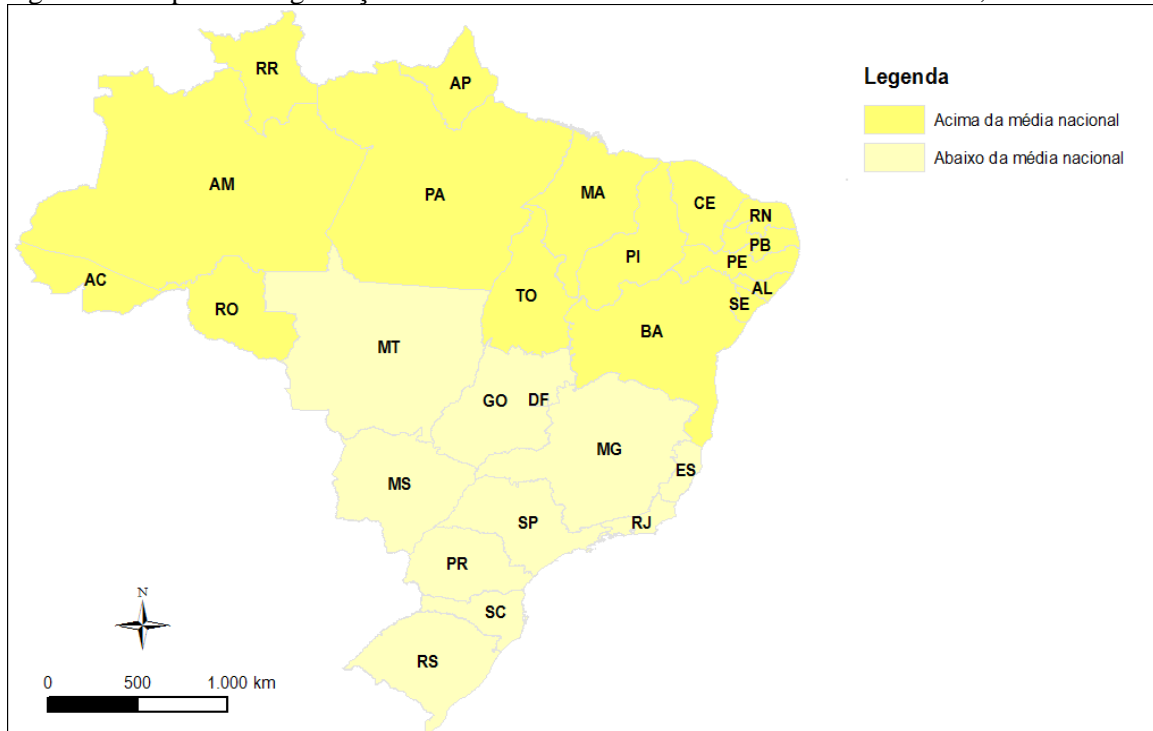 RR
AP
Legenda
Acima da média nacional
Abaixo da média nacional
AM
PA
MA
CE
RN
PB
PI
PE
AC
AL
TO
SE
RO
BA
MT
GO
DF
MG
ES
MS
SP
RJ
PR
N
SC
RS
0 500 1.000 km